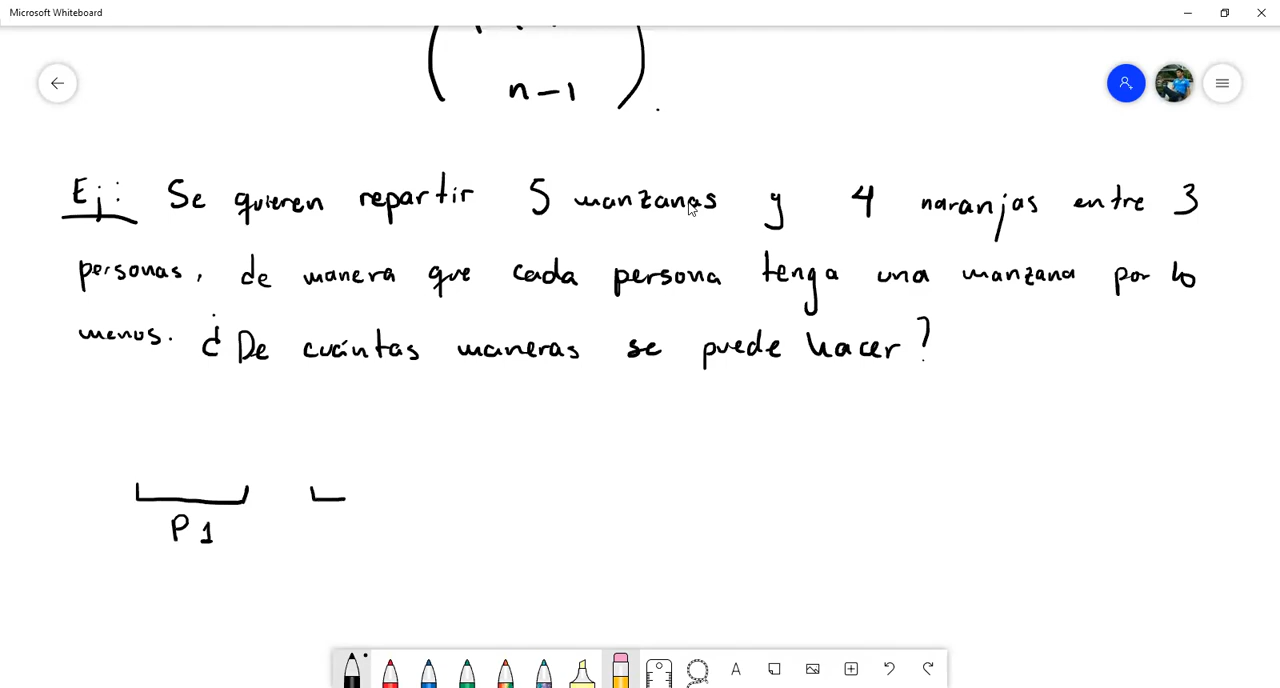 Microsoft Whiteboard
n-1
Ej: Se quieren repartir 5 manzanas y 4 naranjas entre 3
personas, de manera que cada persona tenga una manzana por lo
menos. ¿De cuántas maneras se puede hacer?
P1
A